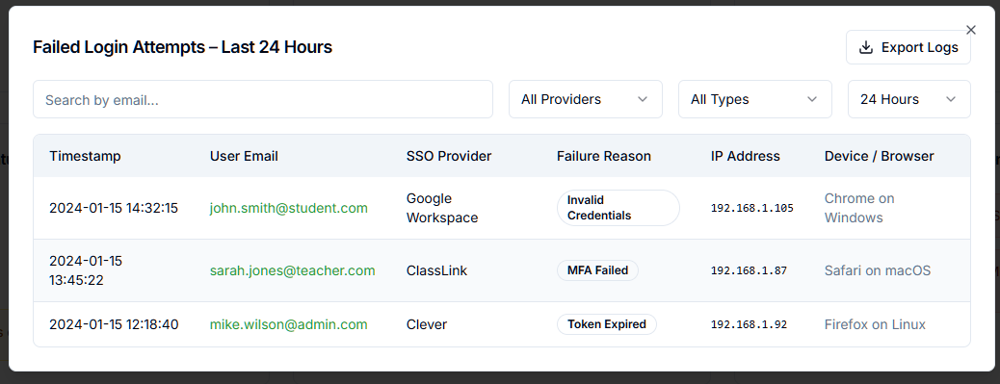 Failed Login Attempts – Last 24 Hours
Export Logs
Search by email...
All Providers
All Types
24 Hours
Timestamp User Email SSO Provider Failure Reason IP Address Device / Browser
2024-01-15 14:32:15 john.smith@student.com Google Workspace Invalid Credentials 192.168.1.105 Chrome on Windows
2024-01-15 13:45:22 sarah.jones@teacher.com ClassLink MFA Failed 192.168.1.87 Safari on macOS
2024-01-15 12:18:40 mike.wilson@admin.com Clever Token Expired 192.168.1.92 Firefox on Linux